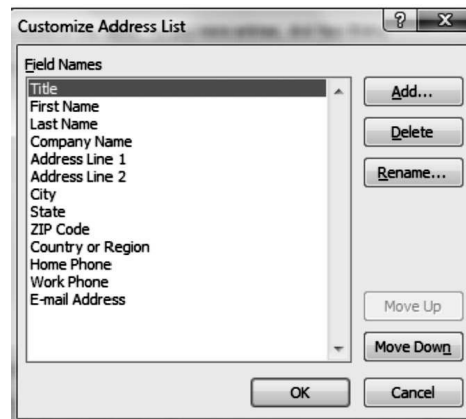 Customize Address List
?
X
Field Names
Title
First Name
Last Name
Company Name
Address Line 1
Address Line 2
City
State
ZIP Code
Country or Region
Home Phone
Work Phone
E-mail Address
Add...
Delete
Rename...
Move Up
Move Down
OK
Cancel